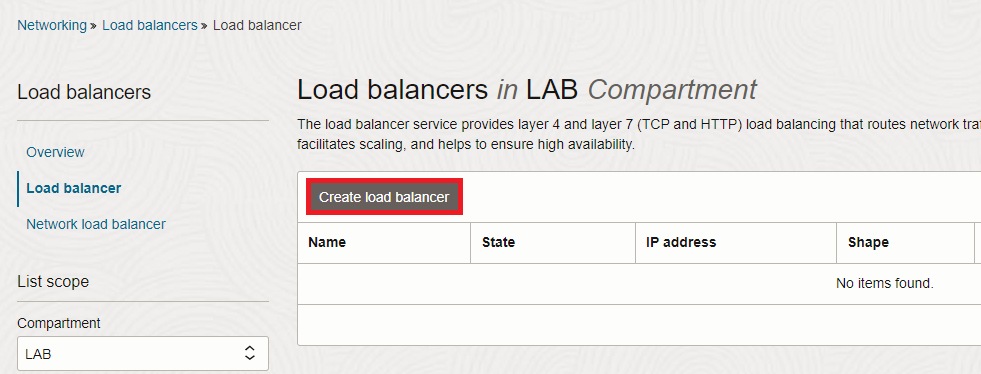 Networking » Load balancers » Load balancer
Load balancers
Overview
Load balancer
Network load balancer
List scope
Compartment
LAB
Load balancers in LAB Compartment
The load balancer service provides layer 4 and layer 7 (TCP and HTTP) load balancing that routes network
facilitates scaling, and helps to ensure high availability.
Create load balancer
Name State IP address Shape
No items found.